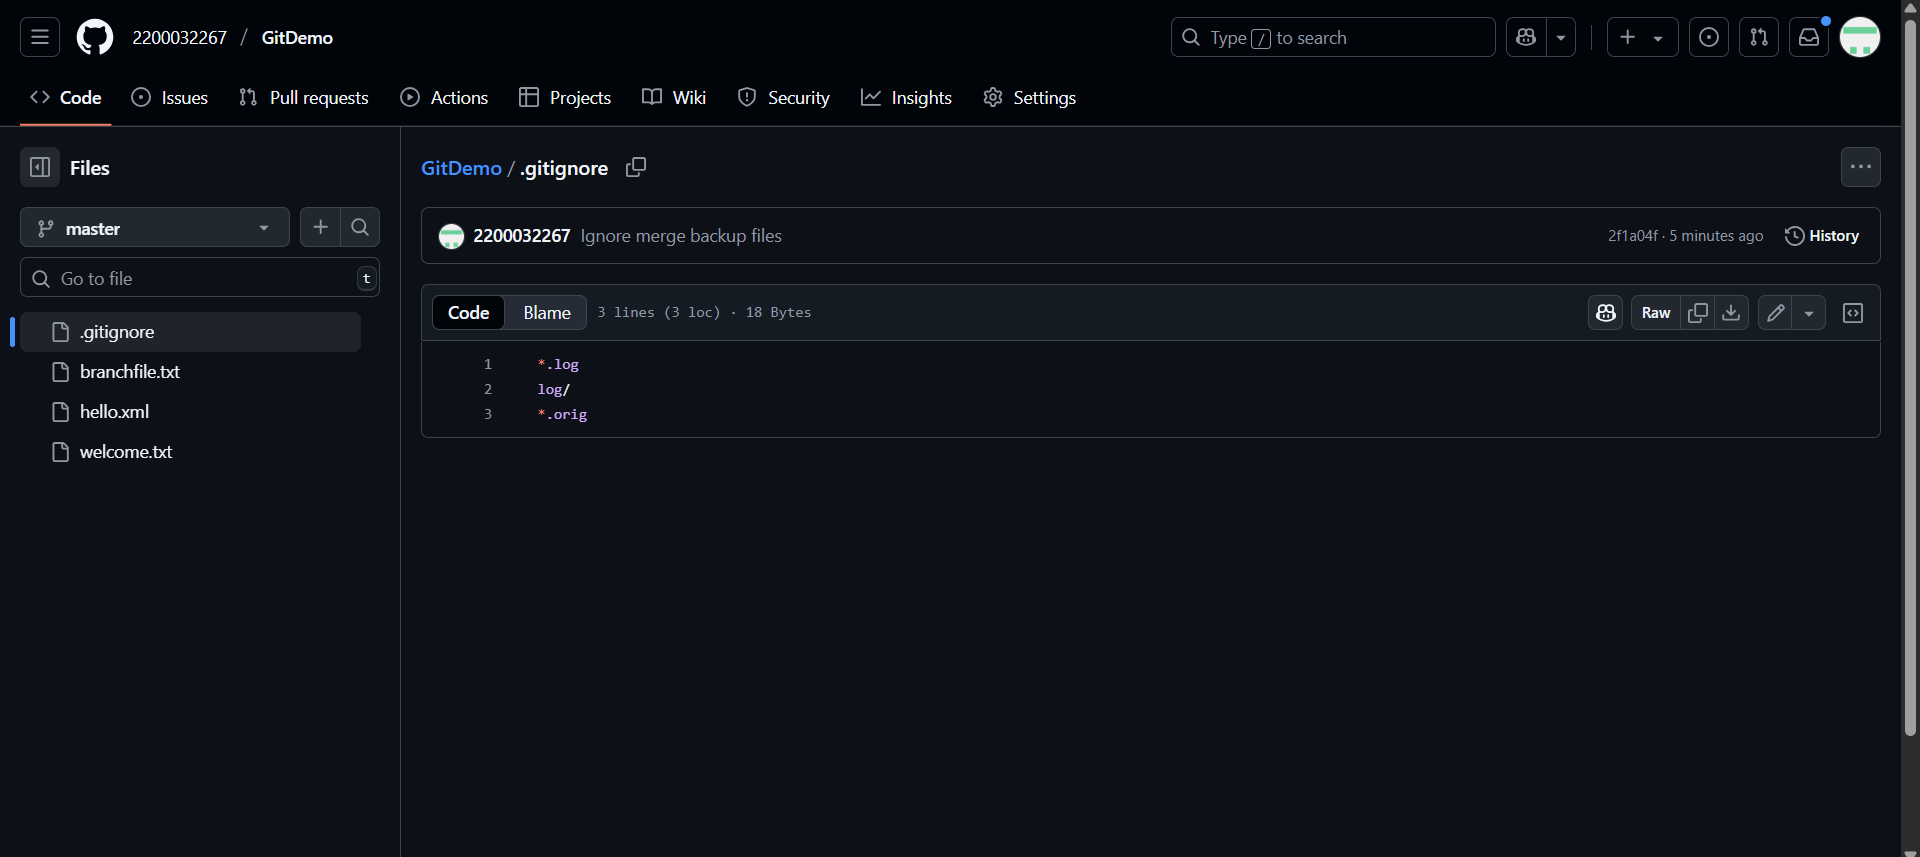 2200032267 / GitDemo
Type / to search
Code
Issues
Pull requests
Actions
Projects
Wiki
Security
Insights
Settings
Files
master
Go to file
t
.gitignore
branchfile.txt
hello.xml
welcome.txt
GitDemo / .gitignore
2200032267 Ignore merge backup files
2f1a04f · 5 minutes ago
History
Code
Blame
3 lines (3 loc) · 18 Bytes
Raw
1 *.log
2 log/
3 *.orig